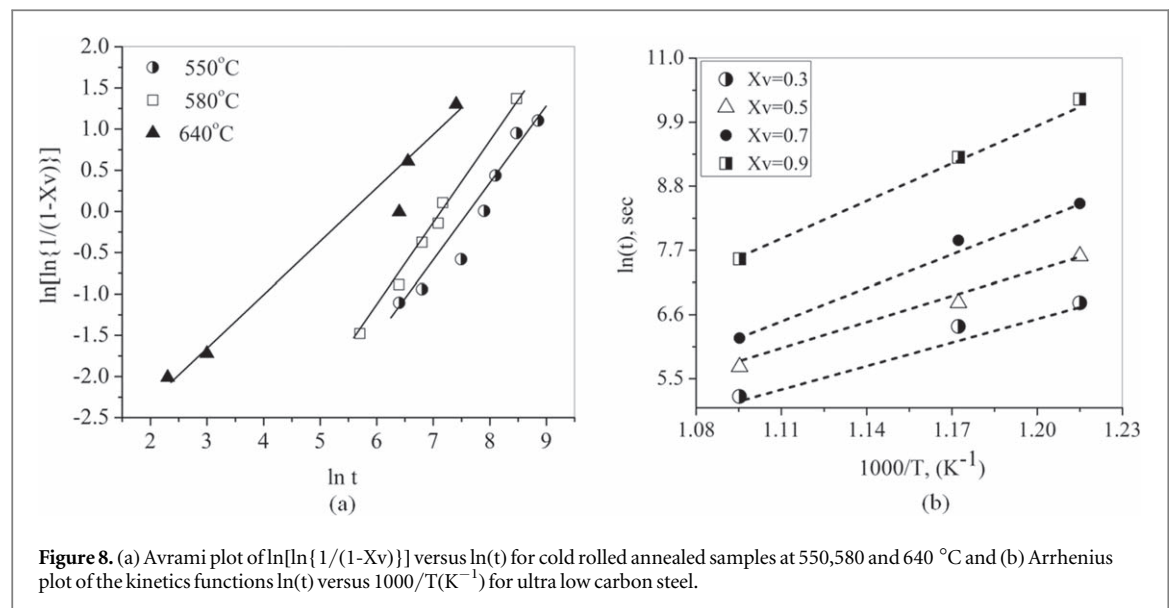 2.0
1.5
1.0
0.5
0.0
-0.5
-1.0
-1.5
-2.0
-2.5
ln[ln{1/(1-Xv)}]
550°C
580°C
640°C
2 3 4 5 6 7 8 9
ln t
(a)
11.0
9.9
8.8
7.7
6.6
5.5
ln(t), sec
Xv=0.3
Xv=0.5
Xv=0.7
Xv=0.9
1.08 1.11 1.14 1.17 1.20 1.23
1000/T, (K⁻¹)
(b)
Figure 8. (a) Avrami plot of ln[ln{1/(1-Xv)}] versus ln(t) for cold rolled annealed samples at 550,580 and 640 °C and (b) Arrhenius
plot of the kinetics functions ln(t) versus 1000/T(K⁻¹) for ultra low carbon steel.